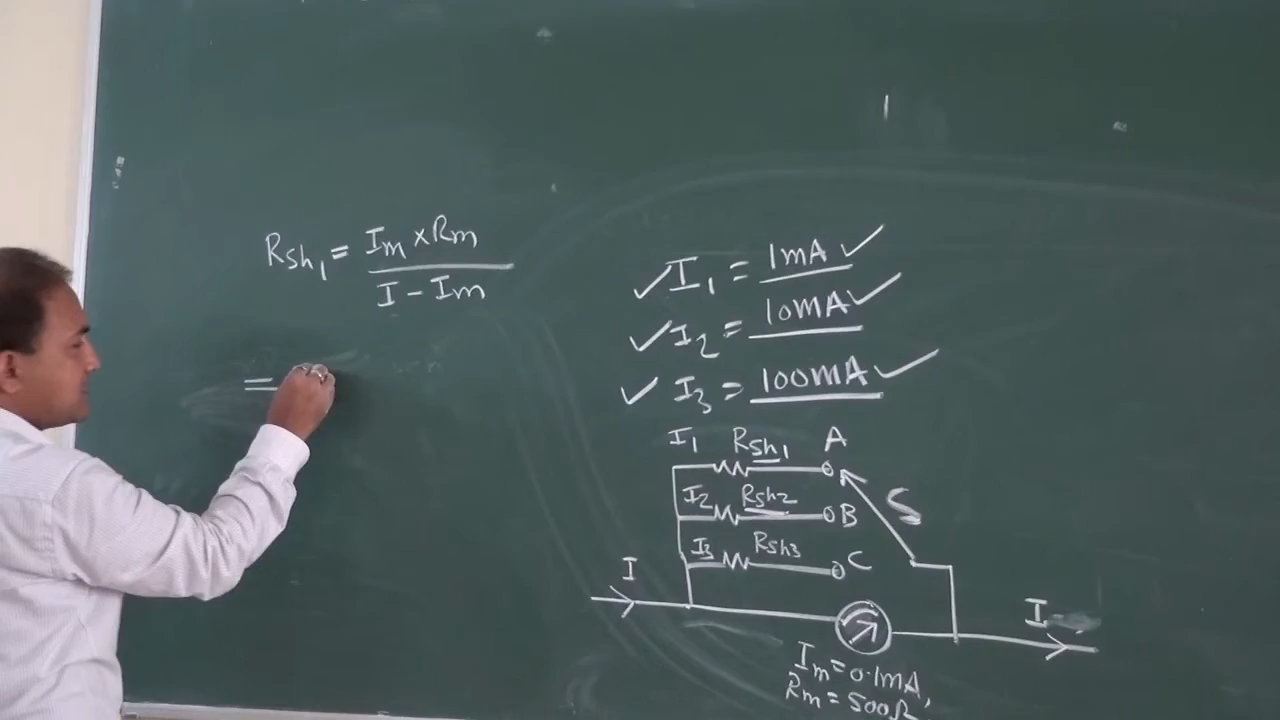 Rsh₁ = Im × Rm / I - Im
=
I₁ = 1mA
I₂ = 10mA
I₃ = 100mA
I₁ Rsh₁ A
I₂ Rsh₂ B S
I₃ Rsh₃ C
I I
Im = 0.1mA,
Rm = 500Ω